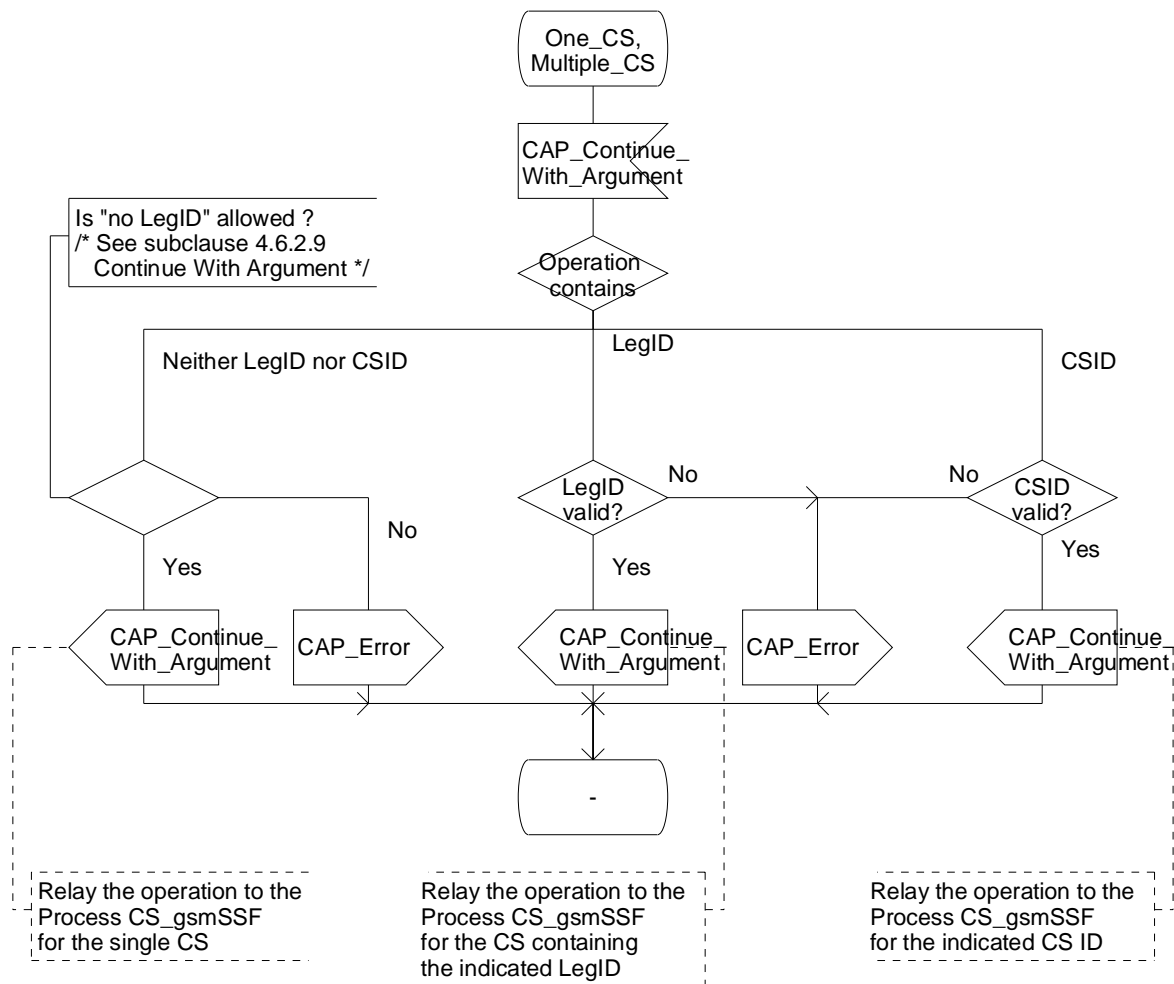 One_CS,
Multiple_CS
CAP_Continue_
With_Argument
Is "no LegID" allowed ?
/* See subclause 4.6.2.9
Continue With Argument */
Operation
contains
Neither LegID nor CSID
LegID
CSID
No
LegID
valid?
No
No
CSID
valid?
Yes
Yes
Yes
CAP_Continue_
With_Argument
CAP_Error
CAP_Continue_
With_Argument
CAP_Error
CAP_Continue_
With_Argument
-
Relay the operation to the
Process CS_gsmSSF
for the single CS
Relay the operation to the
Process CS_gsmSSF
for the CS containing
the indicated LegID
Relay the operation to the
Process CS_gsmSSF
for the indicated CS ID